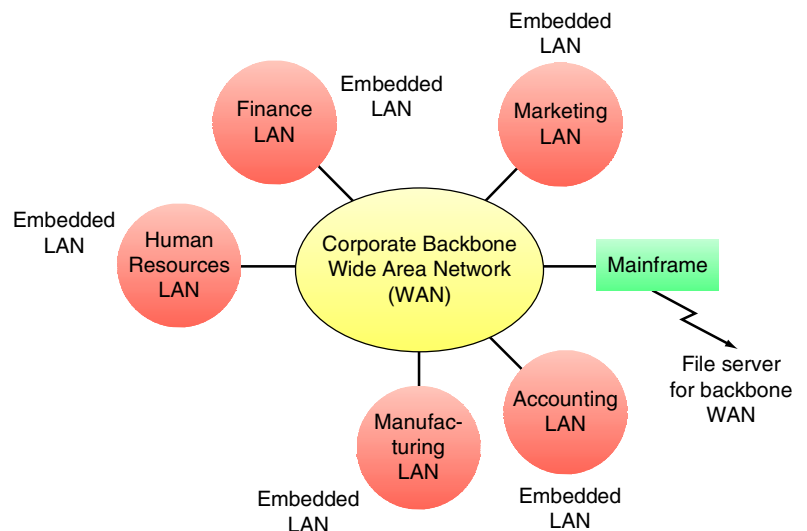 Embedded
LAN
Finance
LAN
Embedded
LAN
Marketing
LAN
Embedded
LAN
Human
Resources
LAN
Corporate Backbone
Wide Area Network
(WAN)
Mainframe
File server
for backbone
WAN
Accounting
LAN
Manufac-
turing
LAN
Embedded
LAN
Embedded
LAN